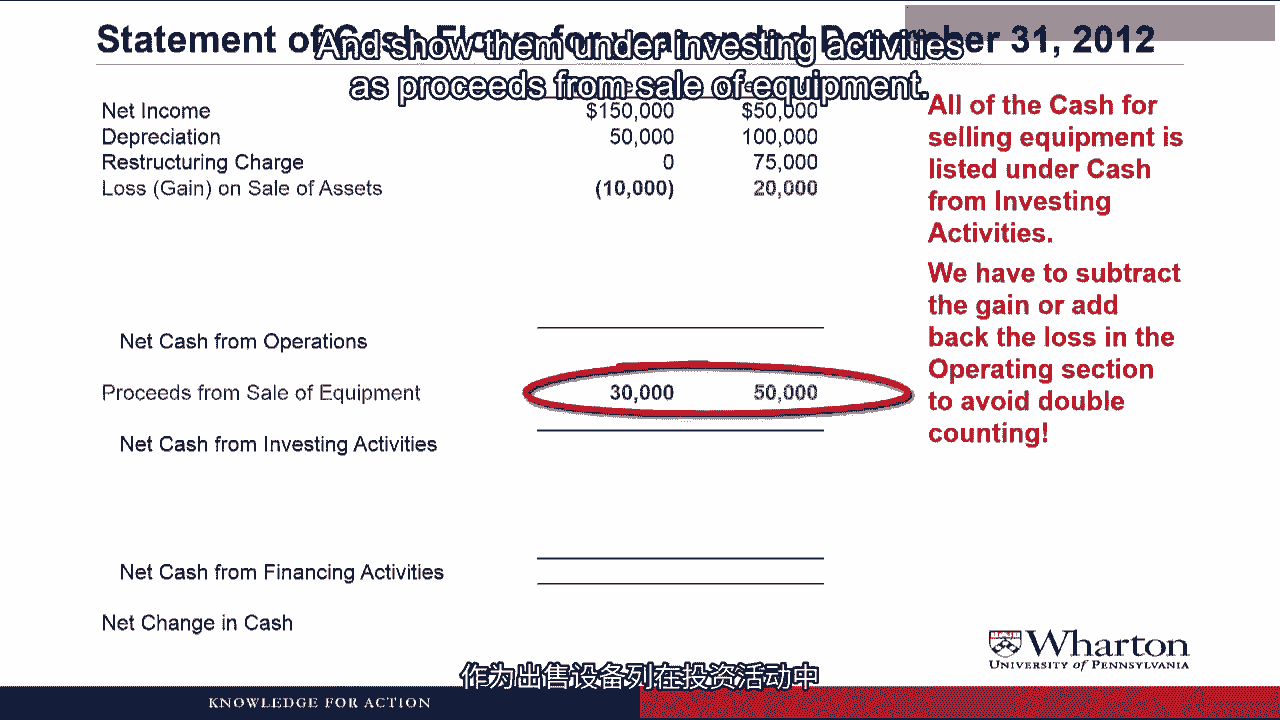 Statement of Cash Flows for year ended December 31, 2012
And show them under investing activities
as proceeds from sale of equipment.
Net Income $150,000 $50,000
Depreciation 50,000 100,000
Restructuring Charge 0 75,000
Loss (Gain) on Sale of Assets (10,000) 20,000
Net Cash from Operations
Proceeds from Sale of Equipment 30,000 50,000
Net Cash from Investing Activities
Net Cash from Financing Activities
Net Change in Cash
All of the Cash for
selling equipment is
listed under Cash
from Investing
Activities.
We have to subtract
the gain or add
back the loss in the
Operating section
to avoid double
counting!
Wharton
UNIVERSITY of PENNSYLVANIA
作为出售设备列在投资活动中
KNOWLEDGE FOR ACTION